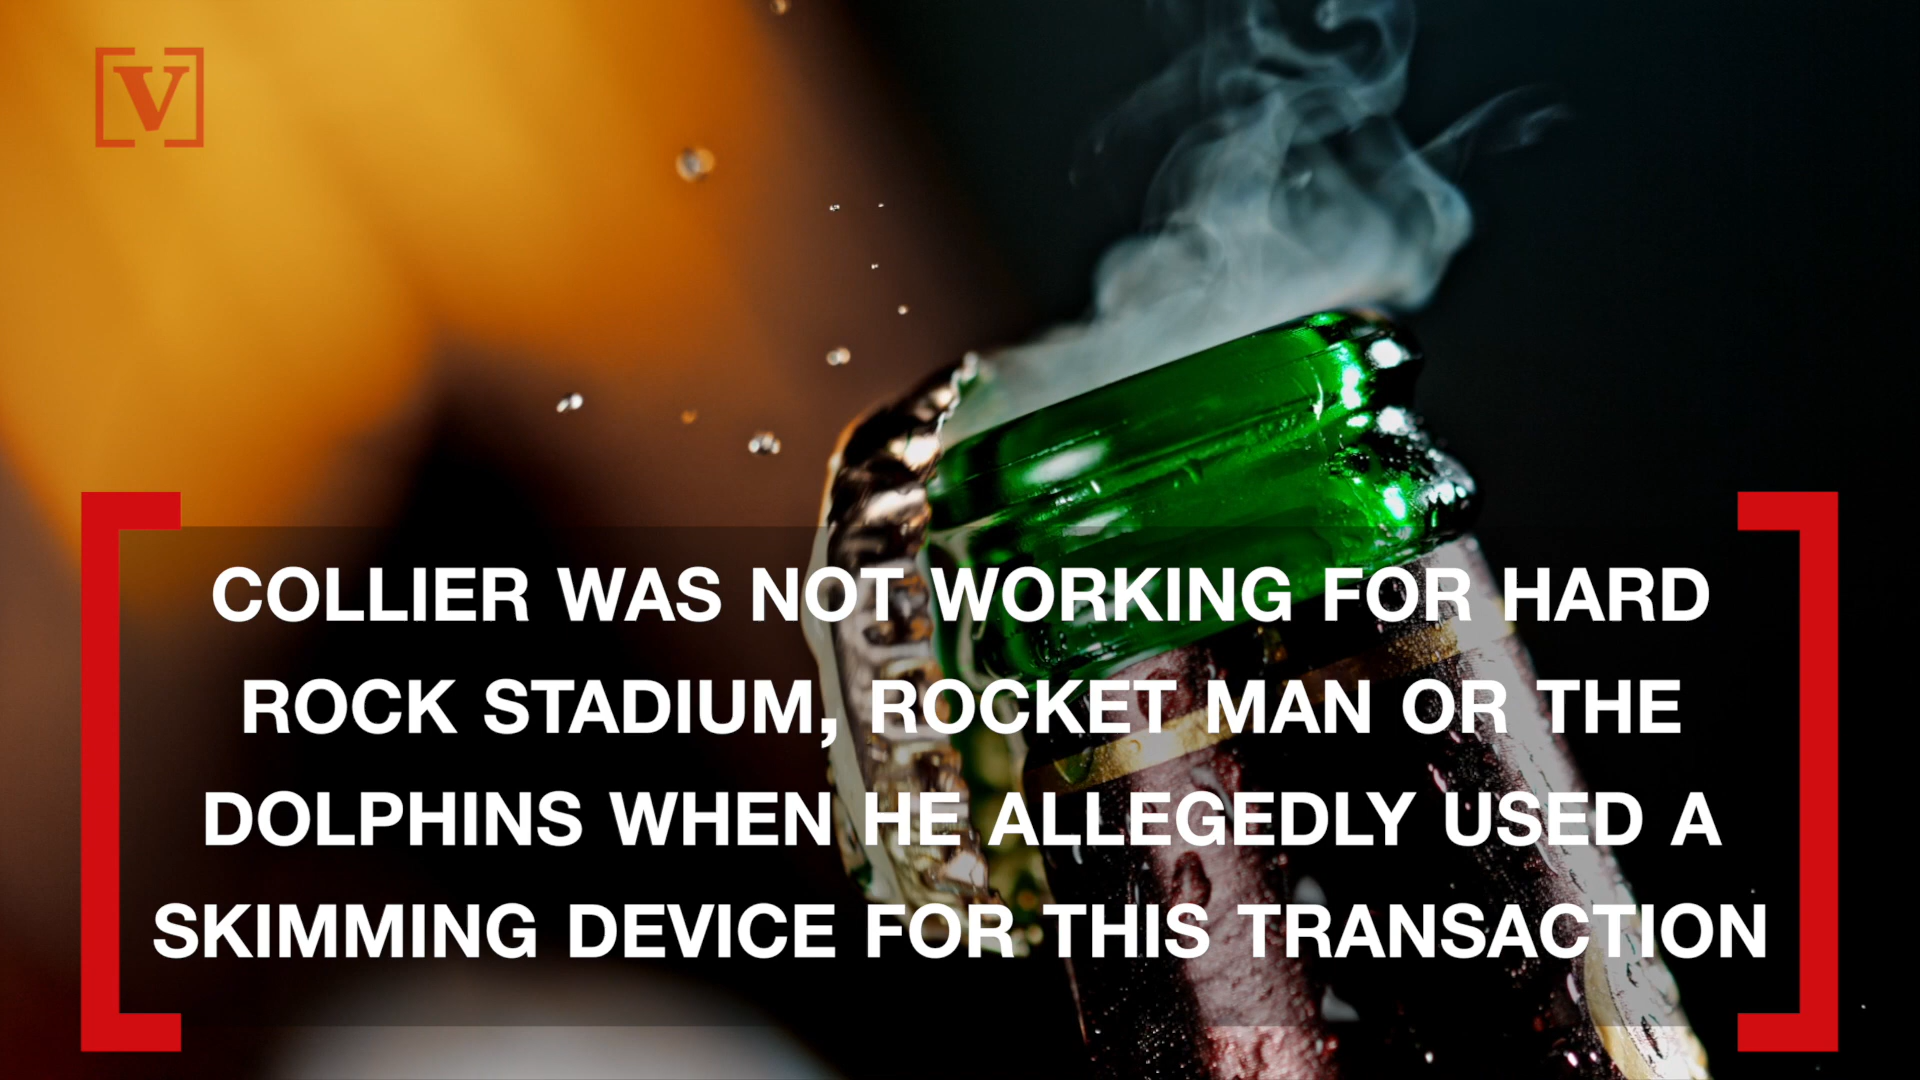 V
COLLIER WAS NOT WORKING FOR HARD
ROCK STADIUM, ROCKET MAN OR THE
DOLPHINS WHEN HE ALLEGEDLY USED A
SKIMMING DEVICE FOR THIS TRANSACTION